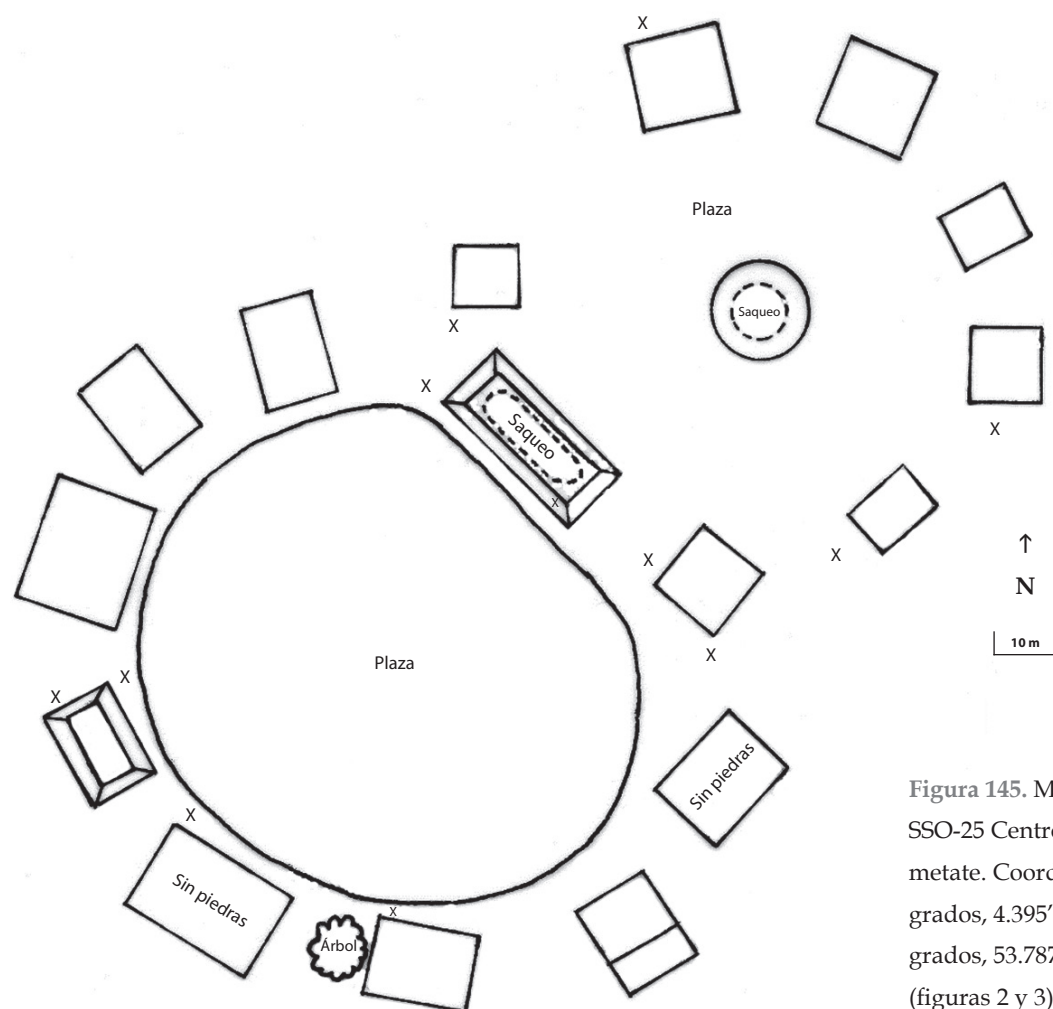 X
Plaza
Saqueo
X
X
X
Saqueo
X
X
X
↑
N
X
10 m
Plaza
X
X
X
Sin piedras
X
Sin piedras
X
Árbol
Figura 145. M
SSO-25 Centro
metate. Coord
grados, 4.395’
grados, 53.787
(figuras 2 y 3)